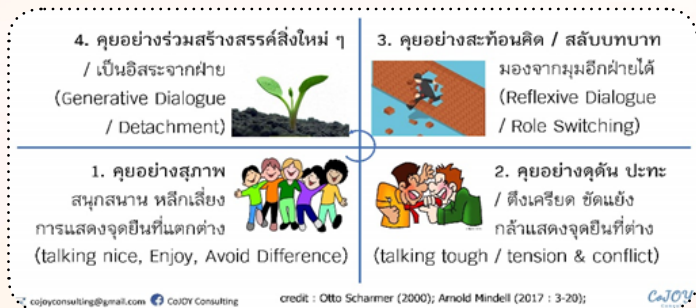 4. คุยอย่างร่วมสร้างสรรค์สิ่งใหม่ ๆ
/ เป็นอิสระจากฝ่าย
(Generative Dialogue
/ Detachment)
3. คุยอย่างสะท้อนคิด / สลับบทบาท
มองจากมุมอีกฝ่ายได้
(Reflexive Dialogue
/ Role Switching)
1. คุยอย่างสุภาพ
สนุกสนาน หลีกเลี่ยง
การแสดงจุดยืนที่แตกต่าง
(talking nice, Enjoy, Avoid Difference)
2. คุยอย่างดุดัน ปะทะ
/ ตึงเครียด ขัดแย้ง
กล้าแสดงจุดยืนที่ต่าง
(talking tough / tension & conflict)
cojoyconsulting@gmail.com CoJOY Consulting
credit : Otto Scharmer (2000); Arnold Mindell (2017 : 3-20);
CoJOY